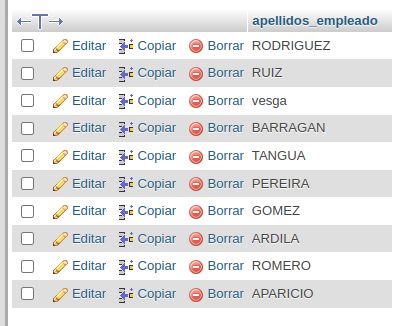 apellidos_empleado
Editar Copiar Borrar RODRIGUEZ
Editar Copiar Borrar RUIZ
Editar Copiar Borrar vesga
Editar Copiar Borrar BARRAGAN
Editar Copiar Borrar TANGUA
Editar Copiar Borrar PEREIRA
Editar Copiar Borrar GOMEZ
Editar Copiar Borrar ARDILA
Editar Copiar Borrar ROMERO
Editar Copiar Borrar APARICIO